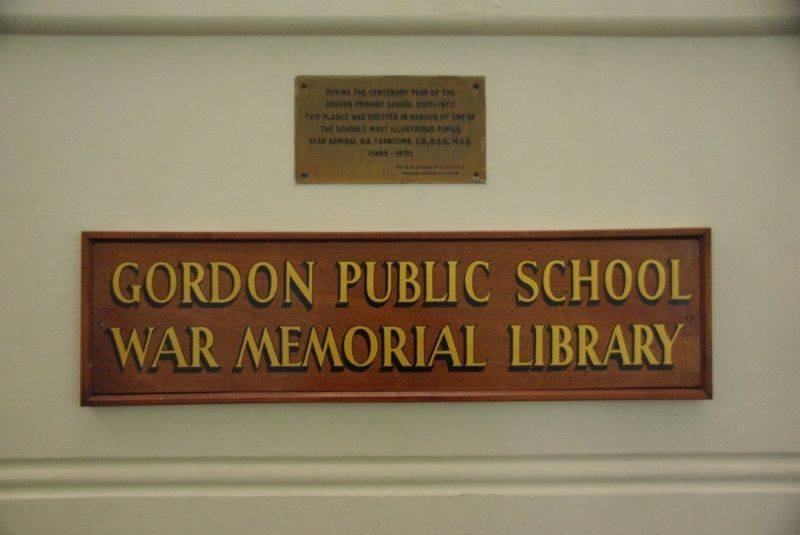 DURING THE CENTENARY YEAR OF THE
GORDON PRIMARY SCHOOL (1871-1971)
THIS PLAQUE WAS ERECTED IN HONOUR OF ONE OF
THE SCHOOLS MOST ILLUSTRIOUS PUPILS
REAR ADMIRAL H.B. FARNCOMB, C.B., D.S.O., M.V.O.
(1899-1971)
GORDON PUBLIC SCHOOL
WAR MEMORIAL LIBRARY